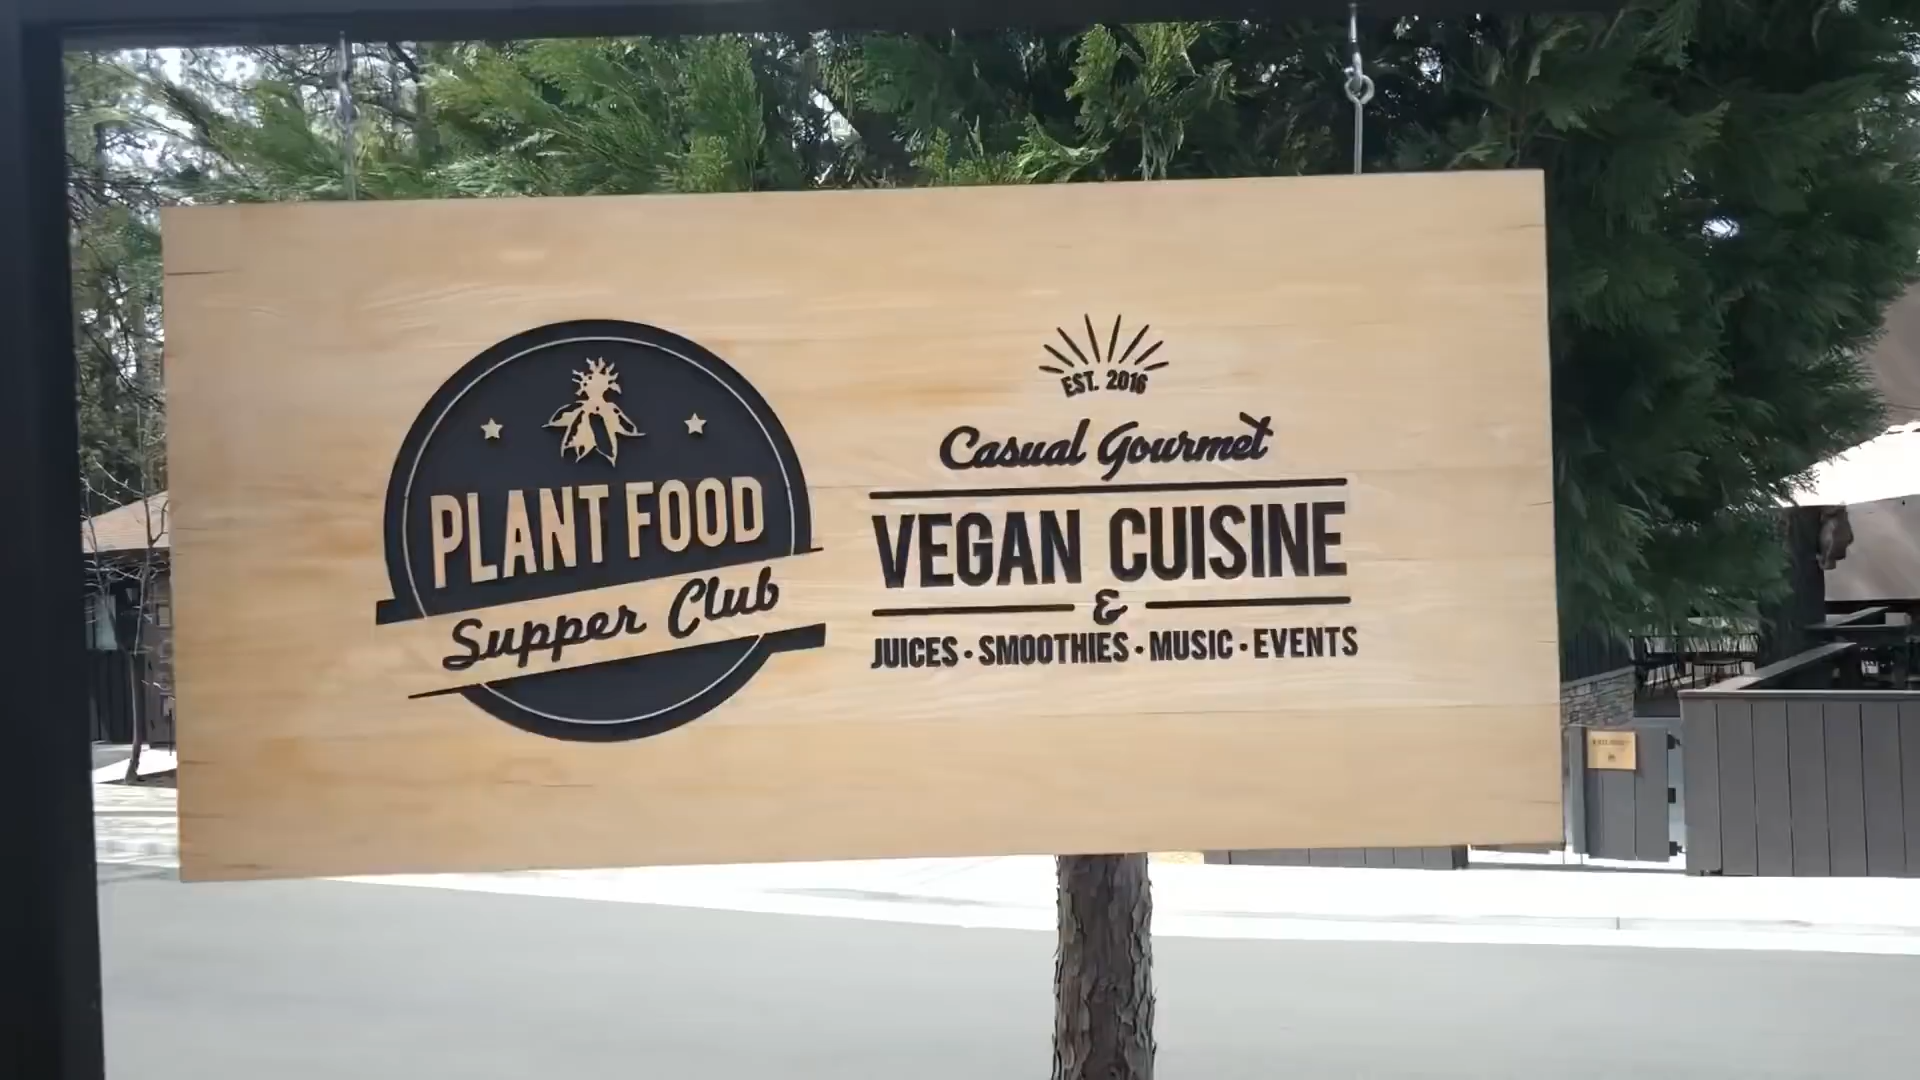 PLANT FOOD
Supper Club
EST. 2016
Casual Gourmet
VEGAN CUISINE
&
JUICES · SMOOTHIES · MUSIC · EVENTS